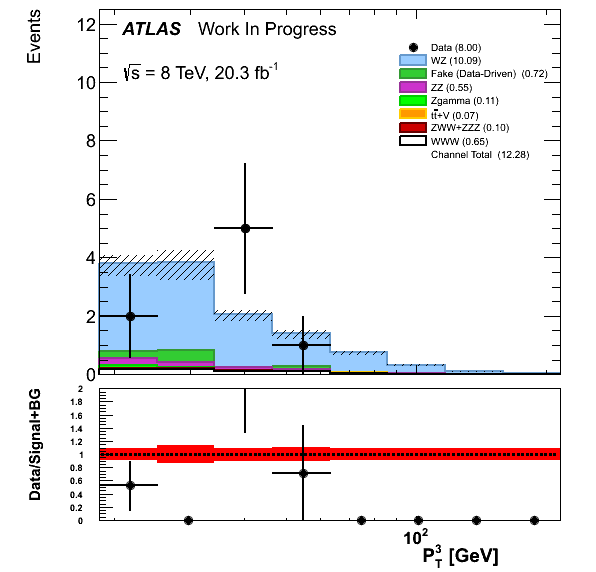 Events
ATLAS Work In Progress
√s = 8 TeV, 20.3 fb⁻¹
Data (8.00)
WZ (10.09)
Fake (Data-Driven) (0.72)
ZZ (0.55)
Zgamma (0.11)
tt̄+V (0.07)
ZWW+ZZZ (0.10)
WWW (0.65)
Channel Total (12.28)
12
10
8
6
4
2
0
Data/Signal+BG
2
1.8
1.6
1.4
1.2
1
0.8
0.6
0.4
0.2
0
10²
P³_T [GeV]